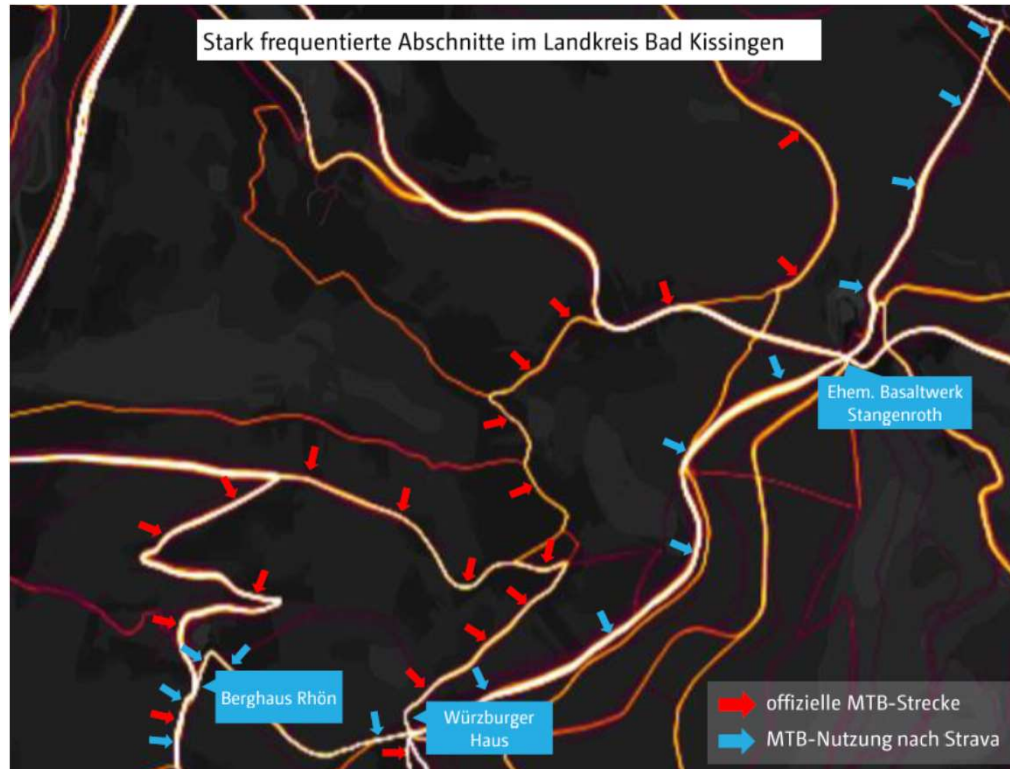 Stark frequentierte Abschnitte im Landkreis Bad Kissingen
Ehem. Basaltwerk
Stangenroth
Berghaus Rhön
Würzburger
Haus
offizielle MTB-Strecke
MTB-Nutzung nach Strava